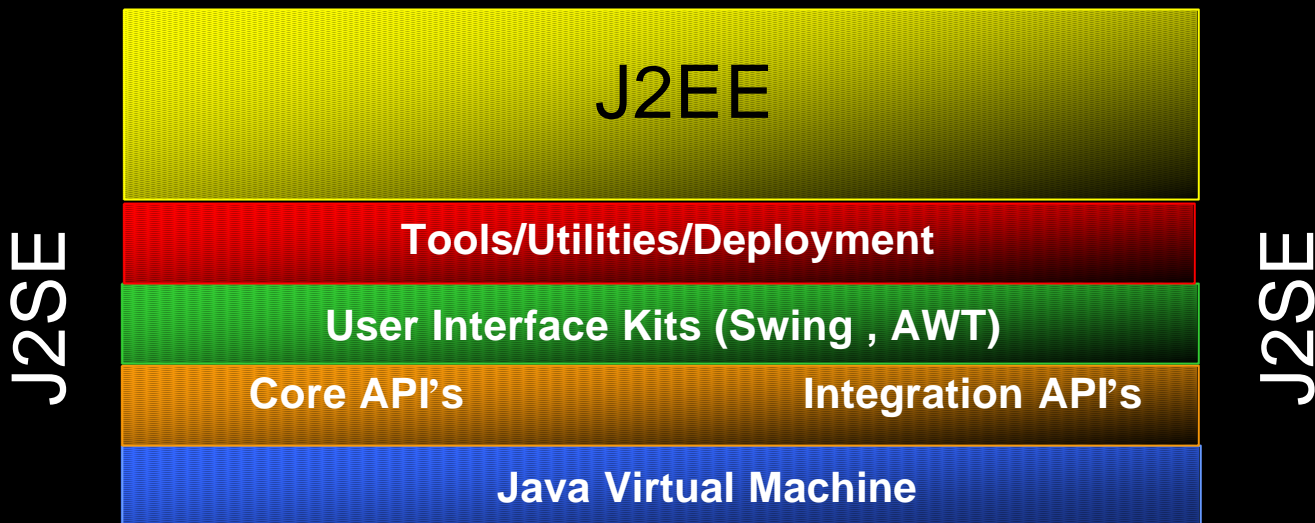 J2EE
J2SE
Tools/Utilities/Deployment
User Interface Kits (Swing , AWT)
Core API’s
Integration API’s
Java Virtual Machine
J2SE